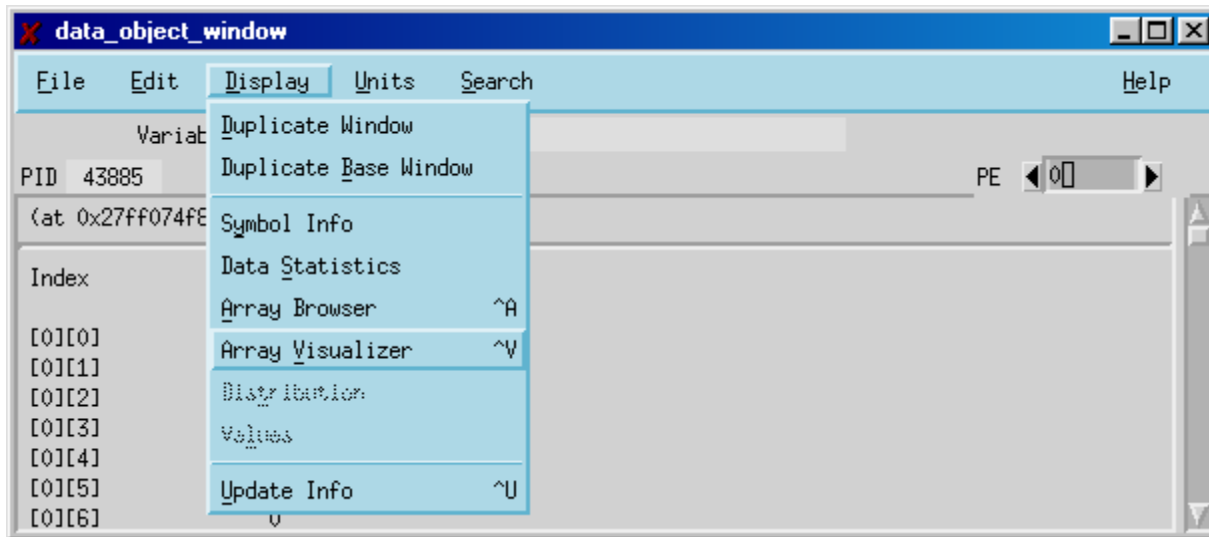 data_object_window
File Edit Display Units Search Help
Variab
Duplicate Window
PID 43885
Duplicate Base Window
PE 0
(at 0x27ff074f8
Symbol Info
Data Statistics
Index
Array Browser ^A
[0][0]
Array Visualizer ^V
[0][1]
[0][2]
Distribution
[0][3]
Values
[0][4]
[0][5]
Update Info ^U
[0][6]